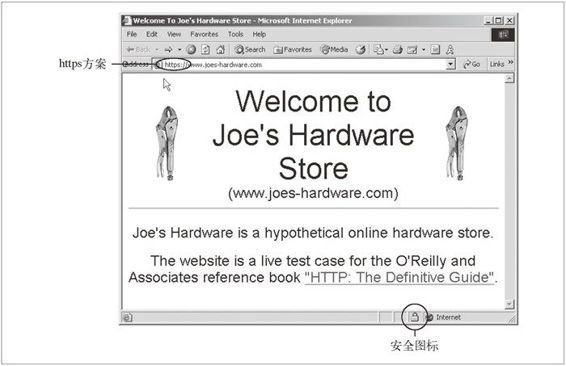 Welcome To Joe's Hardware Store - Microsoft Internet Explorer
File Edit View Favorites Tools Help
Back Search Favorites Media
https方案
Address https://www.joes-hardware.com Go Links »
Welcome to
Joe's Hardware
Store
(www.joes-hardware.com)
Joe's Hardware is a hypothetical online hardware store.
The website is a live test case for the O'Reilly and
Associates reference book "HTTP: The Definitive Guide".
Internet
安全图标